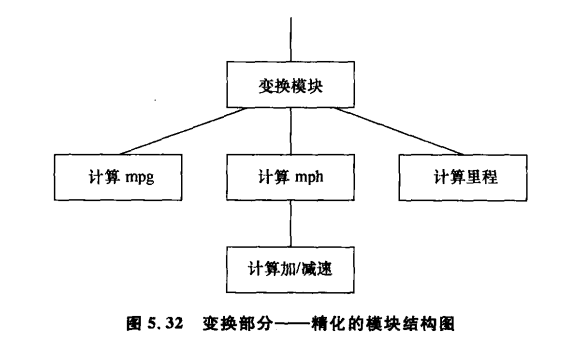 变换模块
计算 mpg
计算 mph
计算里程
计算加/减速
图 5.32 变换部分——精化的模块结构图